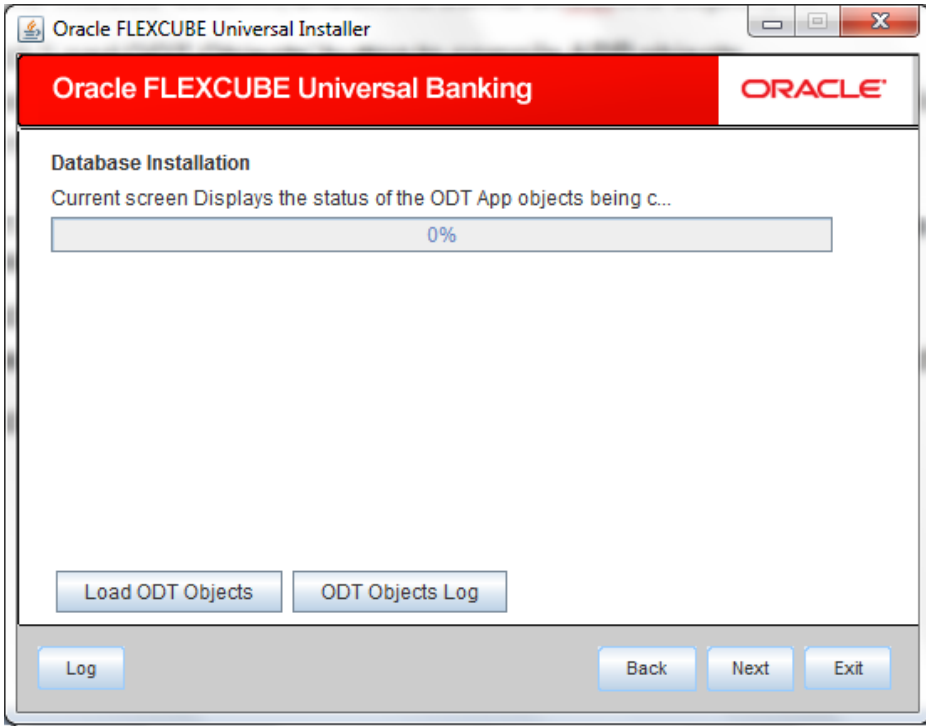 Oracle FLEXCUBE Universal Installer
Oracle FLEXCUBE Universal Banking
ORACLE
Database Installation
Current screen Displays the status of the ODT App objects being c...
0%
Load ODT Objects
ODT Objects Log
Log
Back
Next
Exit